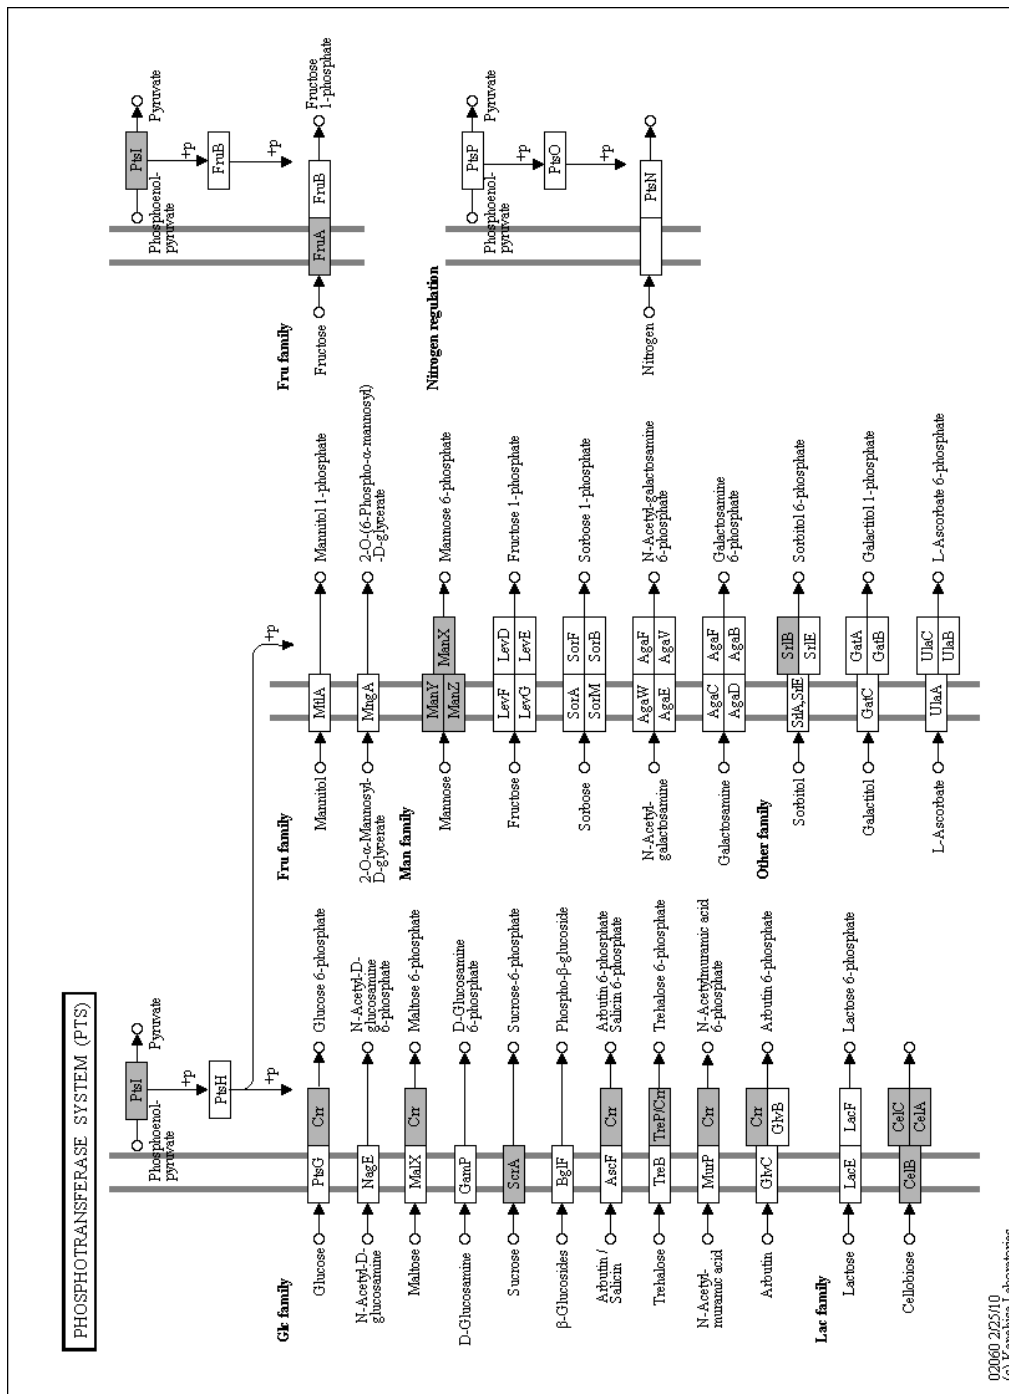 PHOSPHOTRANSFERASE SYSTEM (PTS)
Phosphoenol-
pyruvate
PtsI
Pyruvate
+p
PtsH
+p
+p
Glc family
Glucose
PtsG
Crr
Glucose 6-phosphate
N-Acetyl-D-
glucosamine
NagE
N-Acetyl-D-
glucosamine
6-phosphate
Maltose
MalX
Crr
Maltose 6-phosphate
D-Glucosamine
GamP
D-Glucosamine
6-phosphate
Sucrose
ScrA
Sucrose-6-phosphate
β-Glucosides
BglF
Phospho-β-glucoside
Arbutin /
Salicin
AscF
Crr
Arbutin 6-phosphate
Salicin 6-phosphate
Trehalose
TreB
TreP/Crr
Trehalose 6-phosphate
N-Acetyl-
muramic acid
MurP
Crr
N-Acetylmuramic acid
6-phosphate
Arbutin
GlvC
Crr
GlvB
Arbutin 6-phosphate
Lac family
Lactose
LacE
LacF
Lactose 6-phosphate
Cellobiose
CelB
CelC
CelA
Fru family
Mannitol
MtlA
Mannitol 1-phosphate
2-O-α-Mannosyl-
D-glycerate
MngA
2-O-(6-Phospho-α-mannosyl)
-D-glycerate
Man family
Mannose
ManY
ManZ
ManX
Mannose 6-phosphate
Fructose
LevF
LevG
LevD
LevE
Fructose 1-phosphate
Sorbose
SorA
SorM
SorF
SorB
Sorbose 1-phosphate
N-Acetyl-
galactosamine
AgaW
AgaE
AgaF
AgaV
N-Acetyl-galactosamine
6-phosphate
Galactosamine
AgaC
AgaD
AgaF
AgaB
Galactosamine
6-phosphate
Other family
Sorbitol
SrlA,SrlE
SrlB
SrlE
Sorbitol 6-phosphate
Galactitol
GatC
GatA
GatB
Galactitol 1-phosphate
L-Ascorbate
UlaA
UlaC
UlaB
L-Ascorbate 6-phosphate
Phosphoenol-
pyruvate
PtsI
Pyruvate
+p
FruB
+p
Fru family
Fructose
FruA
FruB
Fructose
1-phosphate
Phosphoenol-
pyruvate
PtsP
Pyruvate
+p
PtsO
+p
Nitrogen regulation
Nitrogen
PtsN
02060 2/25/10
(c) Kanehisa Laboratories